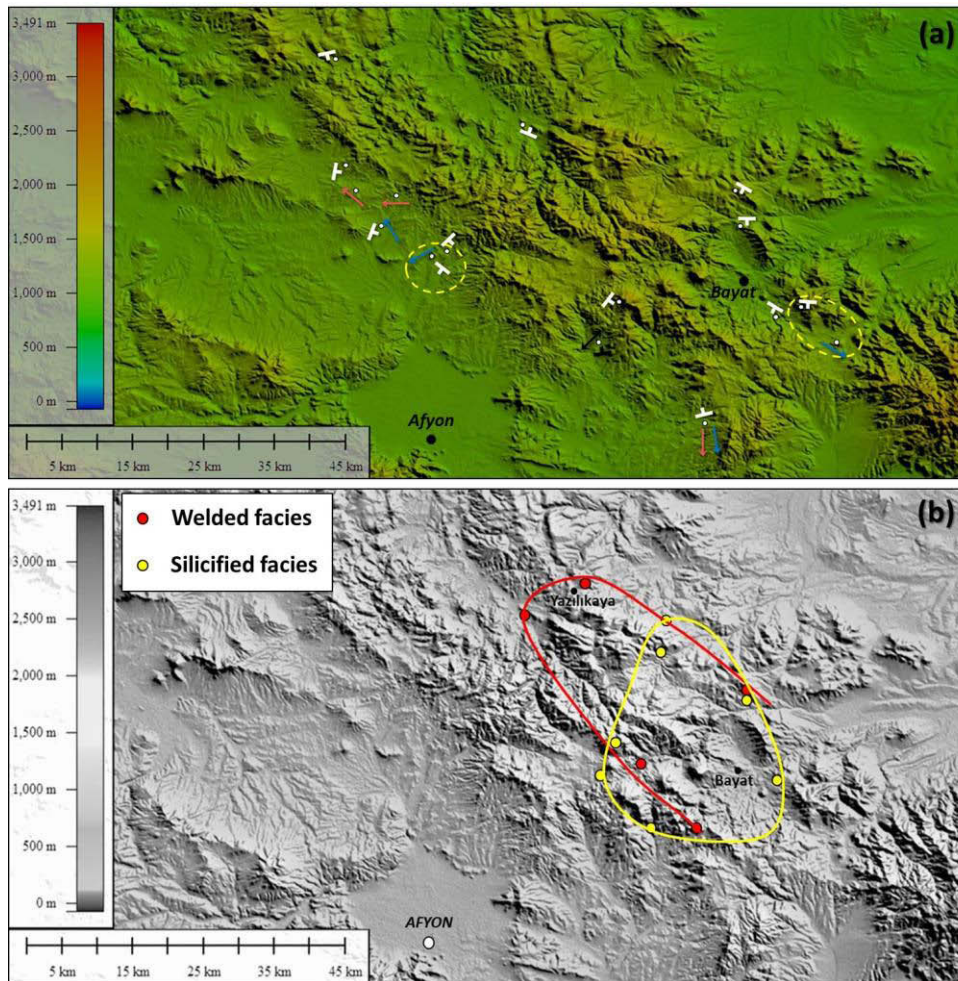 3,491 m
3,000 m
2,500 m
2,000 m
1,500 m
1,000 m
500 m
0 m
(a)
Bayat
Afyon
5 km 15 km 25 km 35 km 45 km
3,491 m
3,000 m
2,500 m
2,000 m
1,500 m
1,000 m
500 m
0 m
(b)
Welded facies
Silicified facies
Yazılıkaya
Bayat
AFYON
5 km 15 km 25 km 35 km 45 km